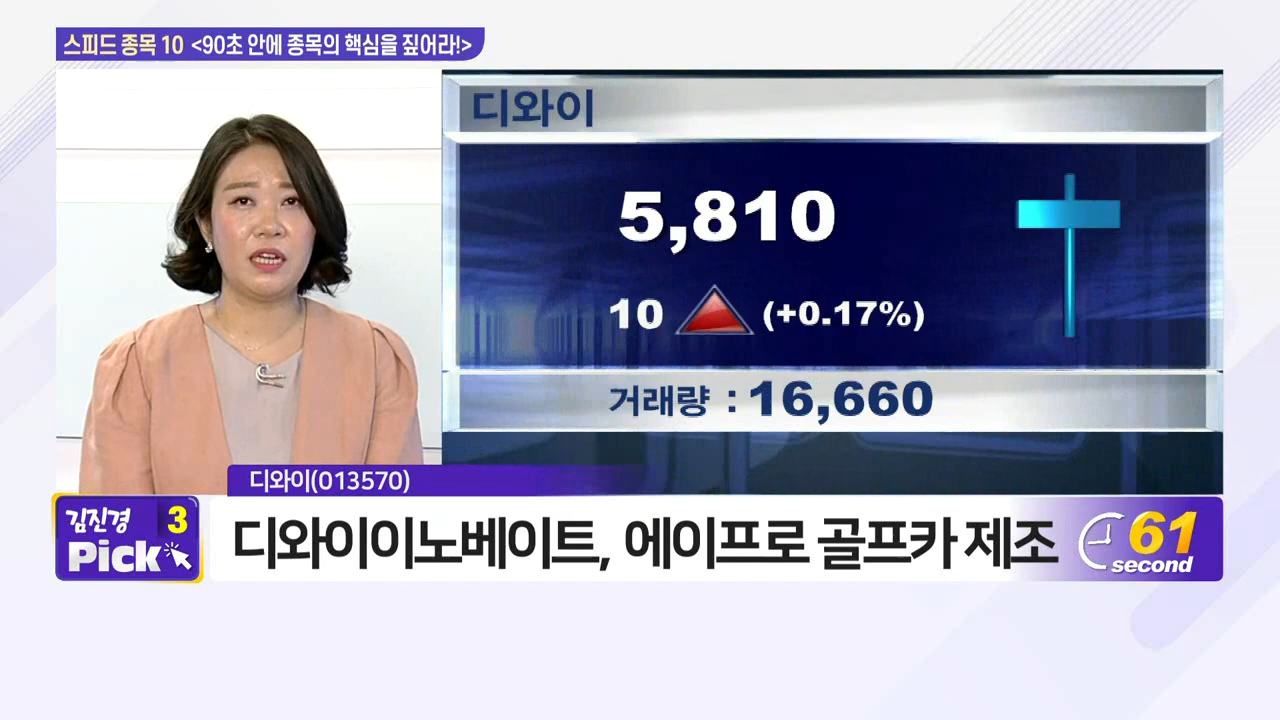 스피드 종목 10 <90초 안에 종목의 핵심을 짚어라!>
디와이
5,810
10 (+0.17%)
거래량 : 16,660
디와이(013570)
김진경 3
Pick
디와이이노베이트, 에이프로 골프카 제조
61
second